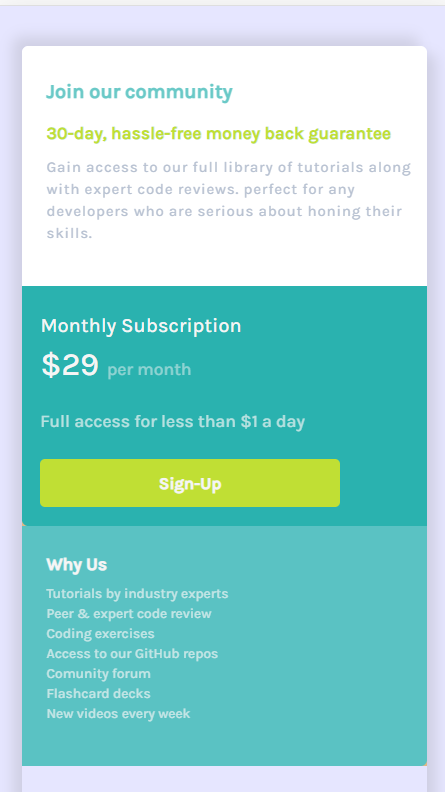 Join our community
30-day, hassle-free money back guarantee
Gain access to our full library of tutorials along
with expert code reviews. perfect for any
developers who are serious about honing their
skills.
Monthly Subscription
$29 per month
Full access for less than $1 a day
Sign-Up
Why Us
Tutorials by industry experts
Peer & expert code review
Coding exercises
Access to our GitHub repos
Comunity forum
Flashcard decks
New videos every week